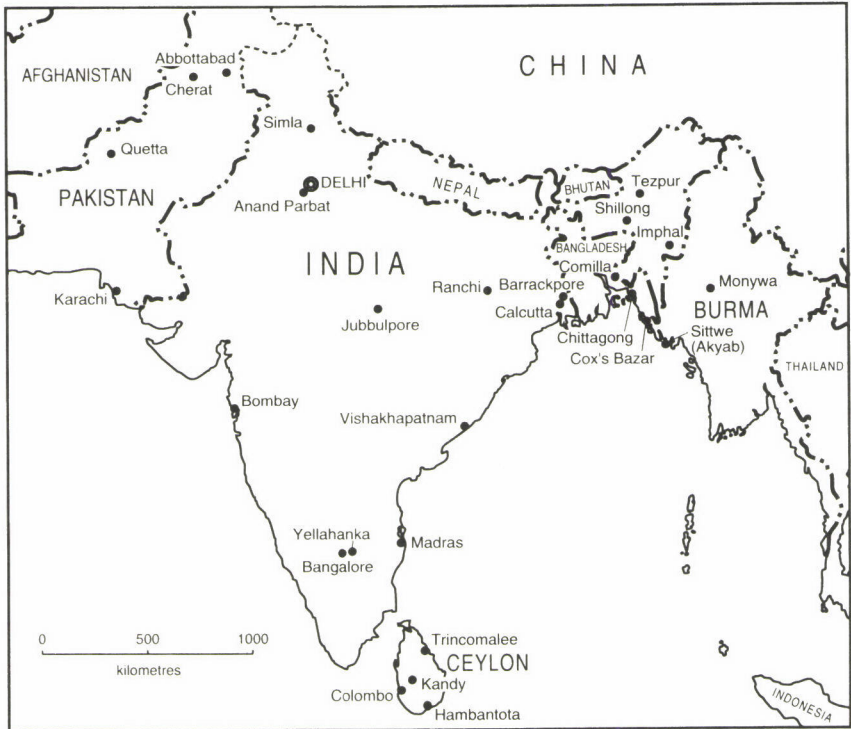 CHINA
AFGHANISTAN
Abbottabad
Cherat
Simla
Quetta
PAKISTAN
DELHI
Anand Parbat
NEPAL
BHUTAN
Tezpur
Shillong
Imphal
BANGLADESH
Comilla
INDIA
Karachi
Ranchi
Barrackpore
Calcutta
Monywa
BURMA
Jubbulpore
Chittagong
Sittwe
(Akyab)
Cox's Bazar
THAILAND
Bombay
Vishakhapatnam
Yellahanka
Bangalore
Madras
0 500 1000
kilometres
Trincomalee
CEYLON
Kandy
Colombo
Hambantota
INDONESIA